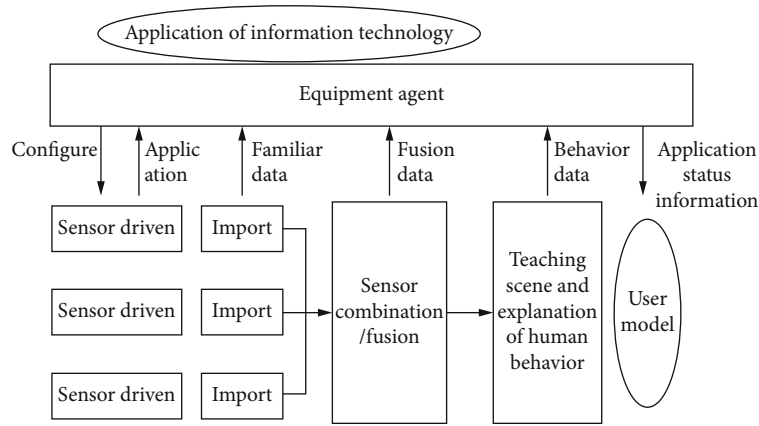 Application of information technology
Equipment agent
Configure
Applic
ation
Familiar
data
Fusion
data
Behavior
data
Application
status
information
Sensor driven
Import
Sensor driven
Import
Sensor driven
Import
Sensor
combination
/fusion
Teaching
scene and
explanation
of human
behavior
User
model